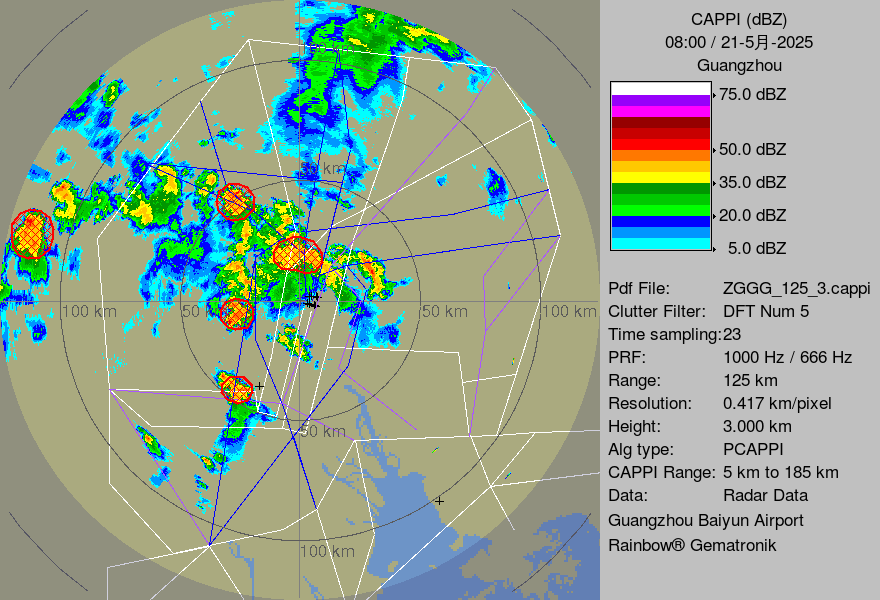 CAPPI (dBZ)
08:00 / 21-5月-2025
Guangzhou
75.0 dBZ
50.0 dBZ
35.0 dBZ
20.0 dBZ
5.0 dBZ
Pdf File: ZGGG_125_3.cappi
Clutter Filter: DFT Num 5
Time sampling:23
PRF: 1000 Hz / 666 Hz
Range: 125 km
Resolution: 0.417 km/pixel
Height: 3.000 km
Alg type: PCAPPI
CAPPI Range: 5 km to 185 km
Data: Radar Data
Guangzhou Baiyun Airport
Rainbow® Gematronik
50 km
100 km
50 km
50 km
100 km
50 km
100 km